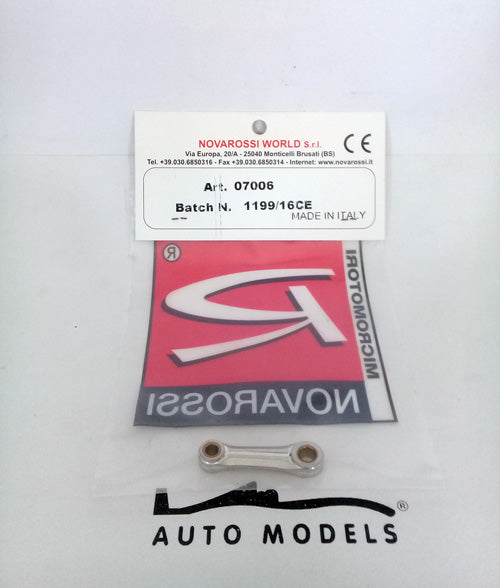 NOVAROSSI WORLD S.r.l.
Via Europa, 20/A - 25040 Monticelli Brusati (BS)
Tel. +39.030.6850316 - Fax +39.030.6850314 - Internet: www.novarossi.it
CE
Art. 07006
Batch N. 1199/16CE
MADE IN ITALY
®
MICROMOTORI
NOVAROSSI
®
AUTO MODELS